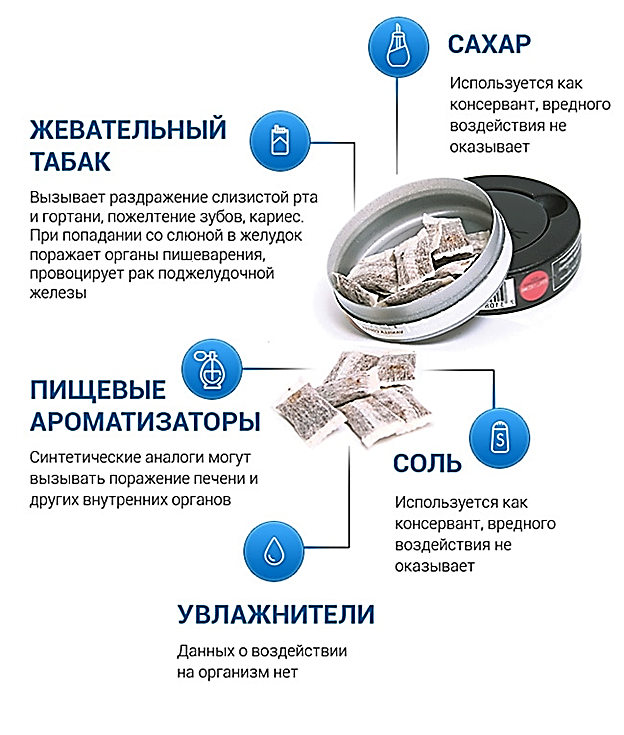 САХАР
Используется как
консервант, вредного
воздействия не
оказывает
ЖЕВАТЕЛЬНЫЙ
ТАБАК
Вызывает раздражение слизистой рта
и гортани, пожелтение зубов, кариес.
При попадании со слюной в желудок
поражает органы пищеварения,
провоцирует рак поджелудочной
железы
ПИЩЕВЫЕ
АРОМАТИЗАТОРЫ
Синтетические аналоги могут
вызывать поражение печени и
других внутренних органов
S
СОЛЬ
Используется как
консервант, вредного
воздействия не
оказывает
УВЛАЖНИТЕЛИ
Данных о воздействии
на организм нет